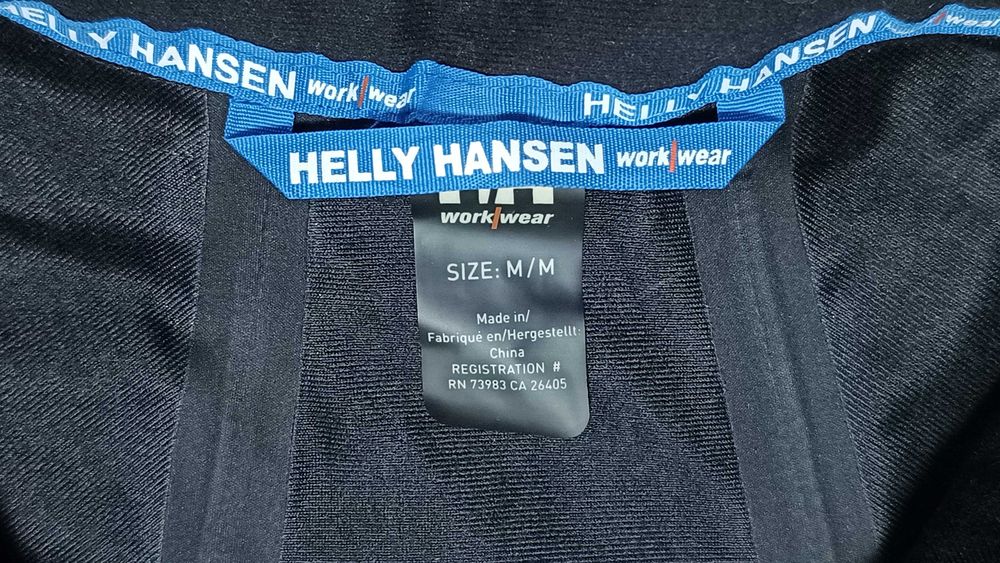 HELLY HANSEN work/wear HELLY HANSEN work/wear
HELLY HANSEN work/wear
work/wear
SIZE: M/M
Made in/
Fabriqué en/Hergestellt:
China
REGISTRATION #
RN 73983 CA 26405